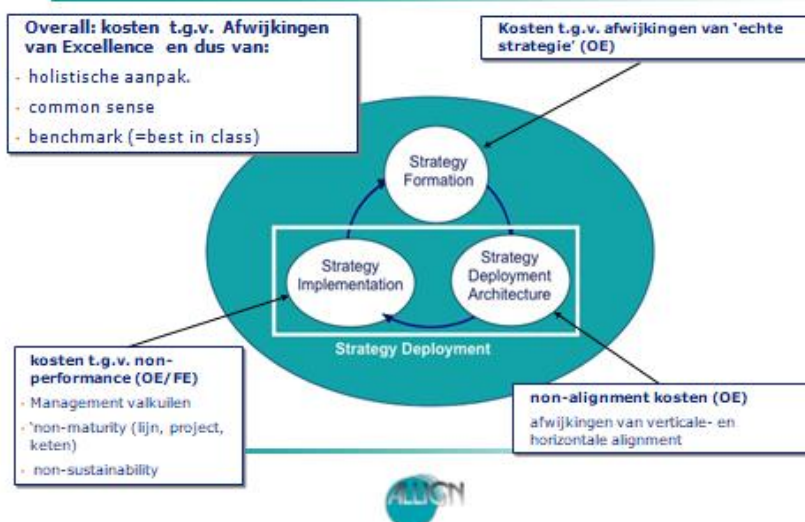 Overall: kosten t.g.v. Afwijkingen
van Excellence en dus van:
- holistische aanpak.
- common sense
- benchmark (=best in class)
Kosten t.g.v. afwijkingen van 'echte
strategie' (OE)
Strategy
Formation
Strategy
Implementation
Strategy
Deployment
Architecture
Strategy Deployment
kosten t.g.v. non-
performance (OE/FE)
- Management valkuilen
- 'non-maturity (lijn, project,
keten)
- non-sustainability
non-alignment kosten (OE)
afwijkingen van verticale- en
horizontale alignment
ALLIGN